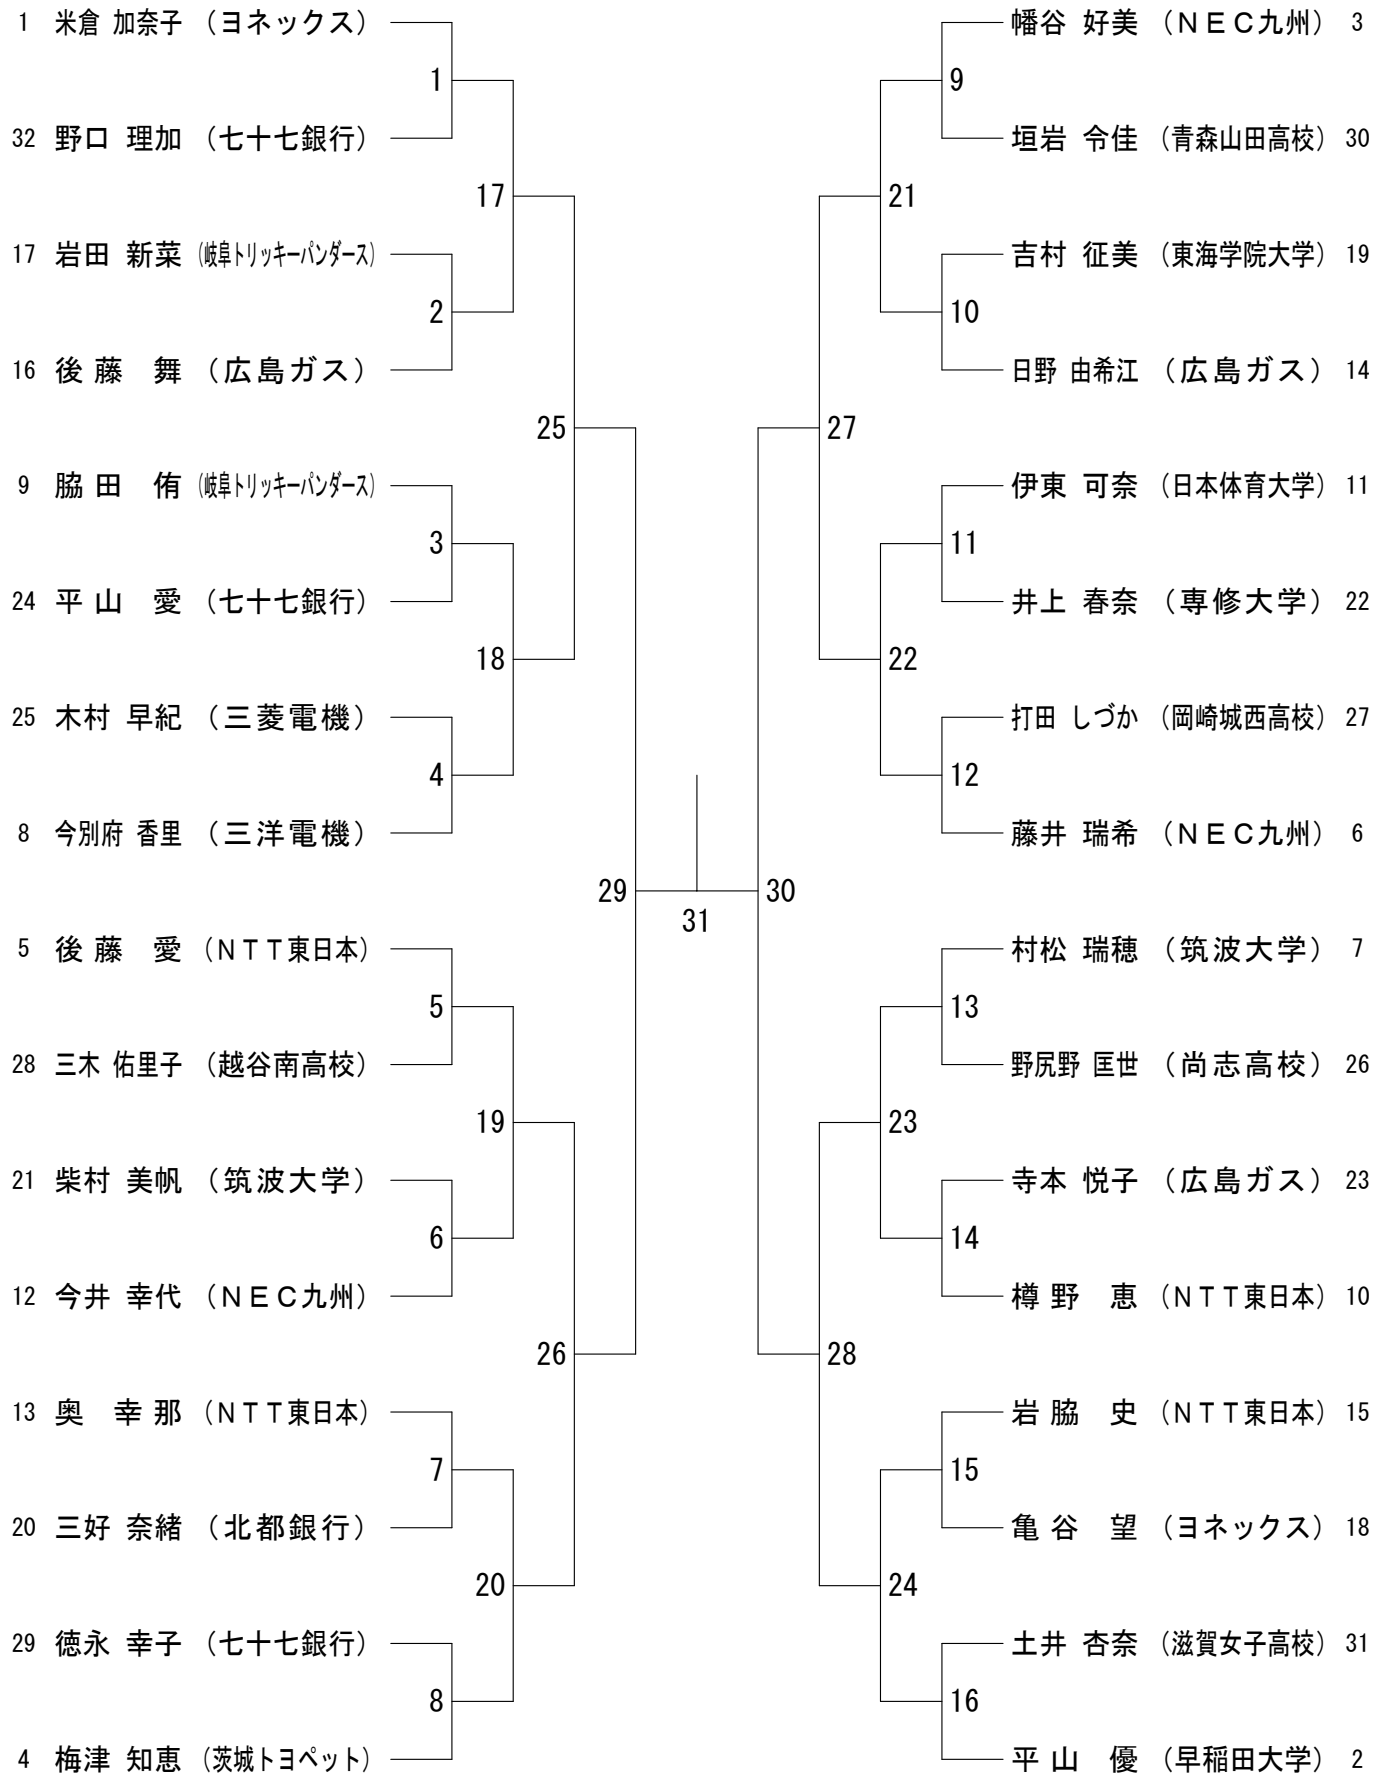 1 米倉 加奈子 （ヨネックス）
1
32 野口 理加 （七十七銀行）
17
17 岩田 新菜 （岐阜トリッキーパンダース）
2
16 後藤 舞 （広島ガス）
25
9 脇田 侑 （岐阜トリッキーパンダース）
3
24 平山 愛 （七十七銀行）
18
25 木村 早紀 （三菱電機）
4
8 今別府 香里 （三洋電機）
29
5 後藤 愛 （ＮＴＴ東日本）
5
28 三木 佑里子 （越谷南高校）
19
21 柴村 美帆 （筑波大学）
6
12 今井 幸代 （ＮＥＣ九州）
26
13 奥 幸那 （ＮＴＴ東日本）
7
20 三好 奈緒 （北都銀行）
20
29 徳永 幸子 （七十七銀行）
8
4 梅津 知恵 （茨城トヨペット）
31
幡谷 好美 （ＮＥＣ九州） 3
9
垣岩 令佳 （青森山田高校） 30
21
吉村 征美 （東海学院大学） 19
10
日野 由希江 （広島ガス） 14
27
伊東 可奈 （日本体育大学） 11
11
井上 春奈 （専修大学） 22
22
打田 しづか （岡崎城西高校） 27
12
藤井 瑞希 （ＮＥＣ九州） 6
30
村松 瑞穂 （筑波大学） 7
13
野尻野 匡世 （尚志高校） 26
23
寺本 悦子 （広島ガス） 23
14
樽野 恵 （ＮＴＴ東日本） 10
28
岩脇 史 （ＮＴＴ東日本） 15
15
亀谷 望 （ヨネックス） 18
24
土井 杏奈 （滋賀女子高校） 31
16
平山 優 （早稲田大学） 2